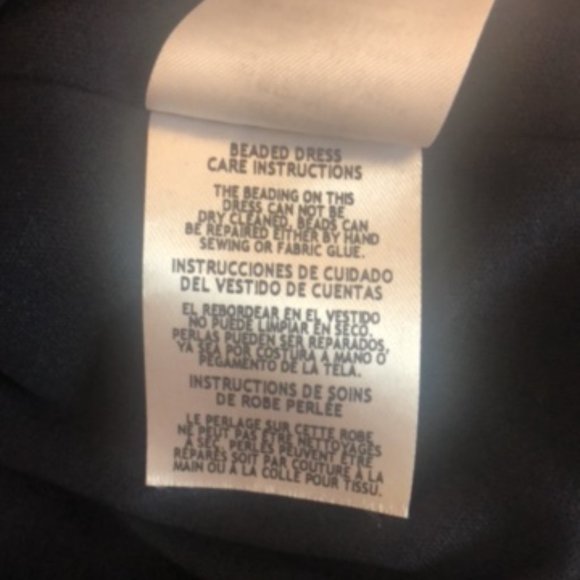 BEADED DRESS
CARE INSTRUCTIONS
THE BEADING ON THIS
DRESS CAN NOT BE
DRY CLEANED, BEADS CAN
BE REPAIRED EITHER BY HAND
SEWING OR FABRIC GLUE.
INSTRUCCIONES DE CUIDADO
DEL VESTIDO DE CUENTAS
EL REBORDEAR EN EL VESTIDO
NO PUEDE LIMPIAR EN SECO.
PERLAS PUEDEN SER REPARADOS,
YA SEA POR COSTURA A MANO O'
PEGAMENTO DE LA TELA.
INSTRUCTIONS DE SOINS
DE ROBE PERLÉE
LE PERLAGE SUR CETTE ROBE
NE PEUT PAS ETRE NETTOYAGES
A SEC, PERLES PEUVENT ETRE
RÉPARÉS SOIT PAR COUTURE À LA
MAIN OU À LA COLLE POUR TISSU.